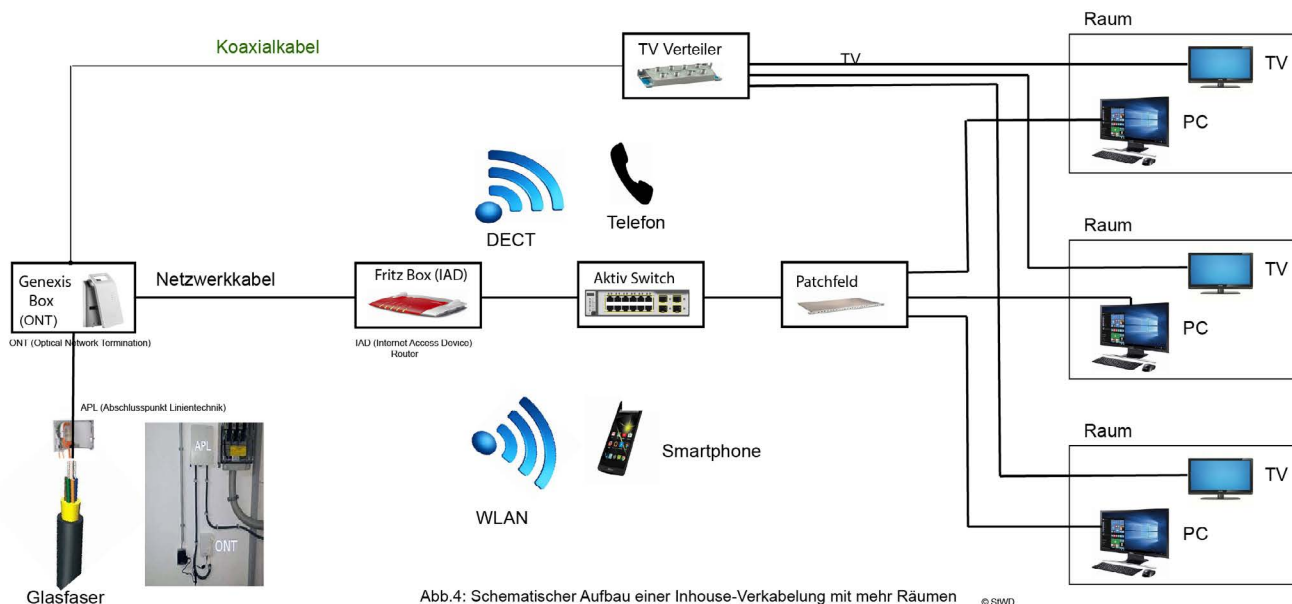 Raum
Koaxialkabel
TV Verteiler
TV
TV
PC
DECT
Telefon
Raum
TV
PC
Genexis
Box
(ONT)
Netzwerkkabel
Fritz Box (IAD)
Aktiv Switch
Patchfeld
ONT (Optical Network Termination)
IAD (Internet Access Device)
Router
APL (Abschlusspunkt Linientechnik)
APL
ONT
WLAN
Smartphone
Raum
TV
PC
Glasfaser
Abb.4: Schematischer Aufbau einer Inhouse-Verkabelung mit mehr Räumen
© StWD